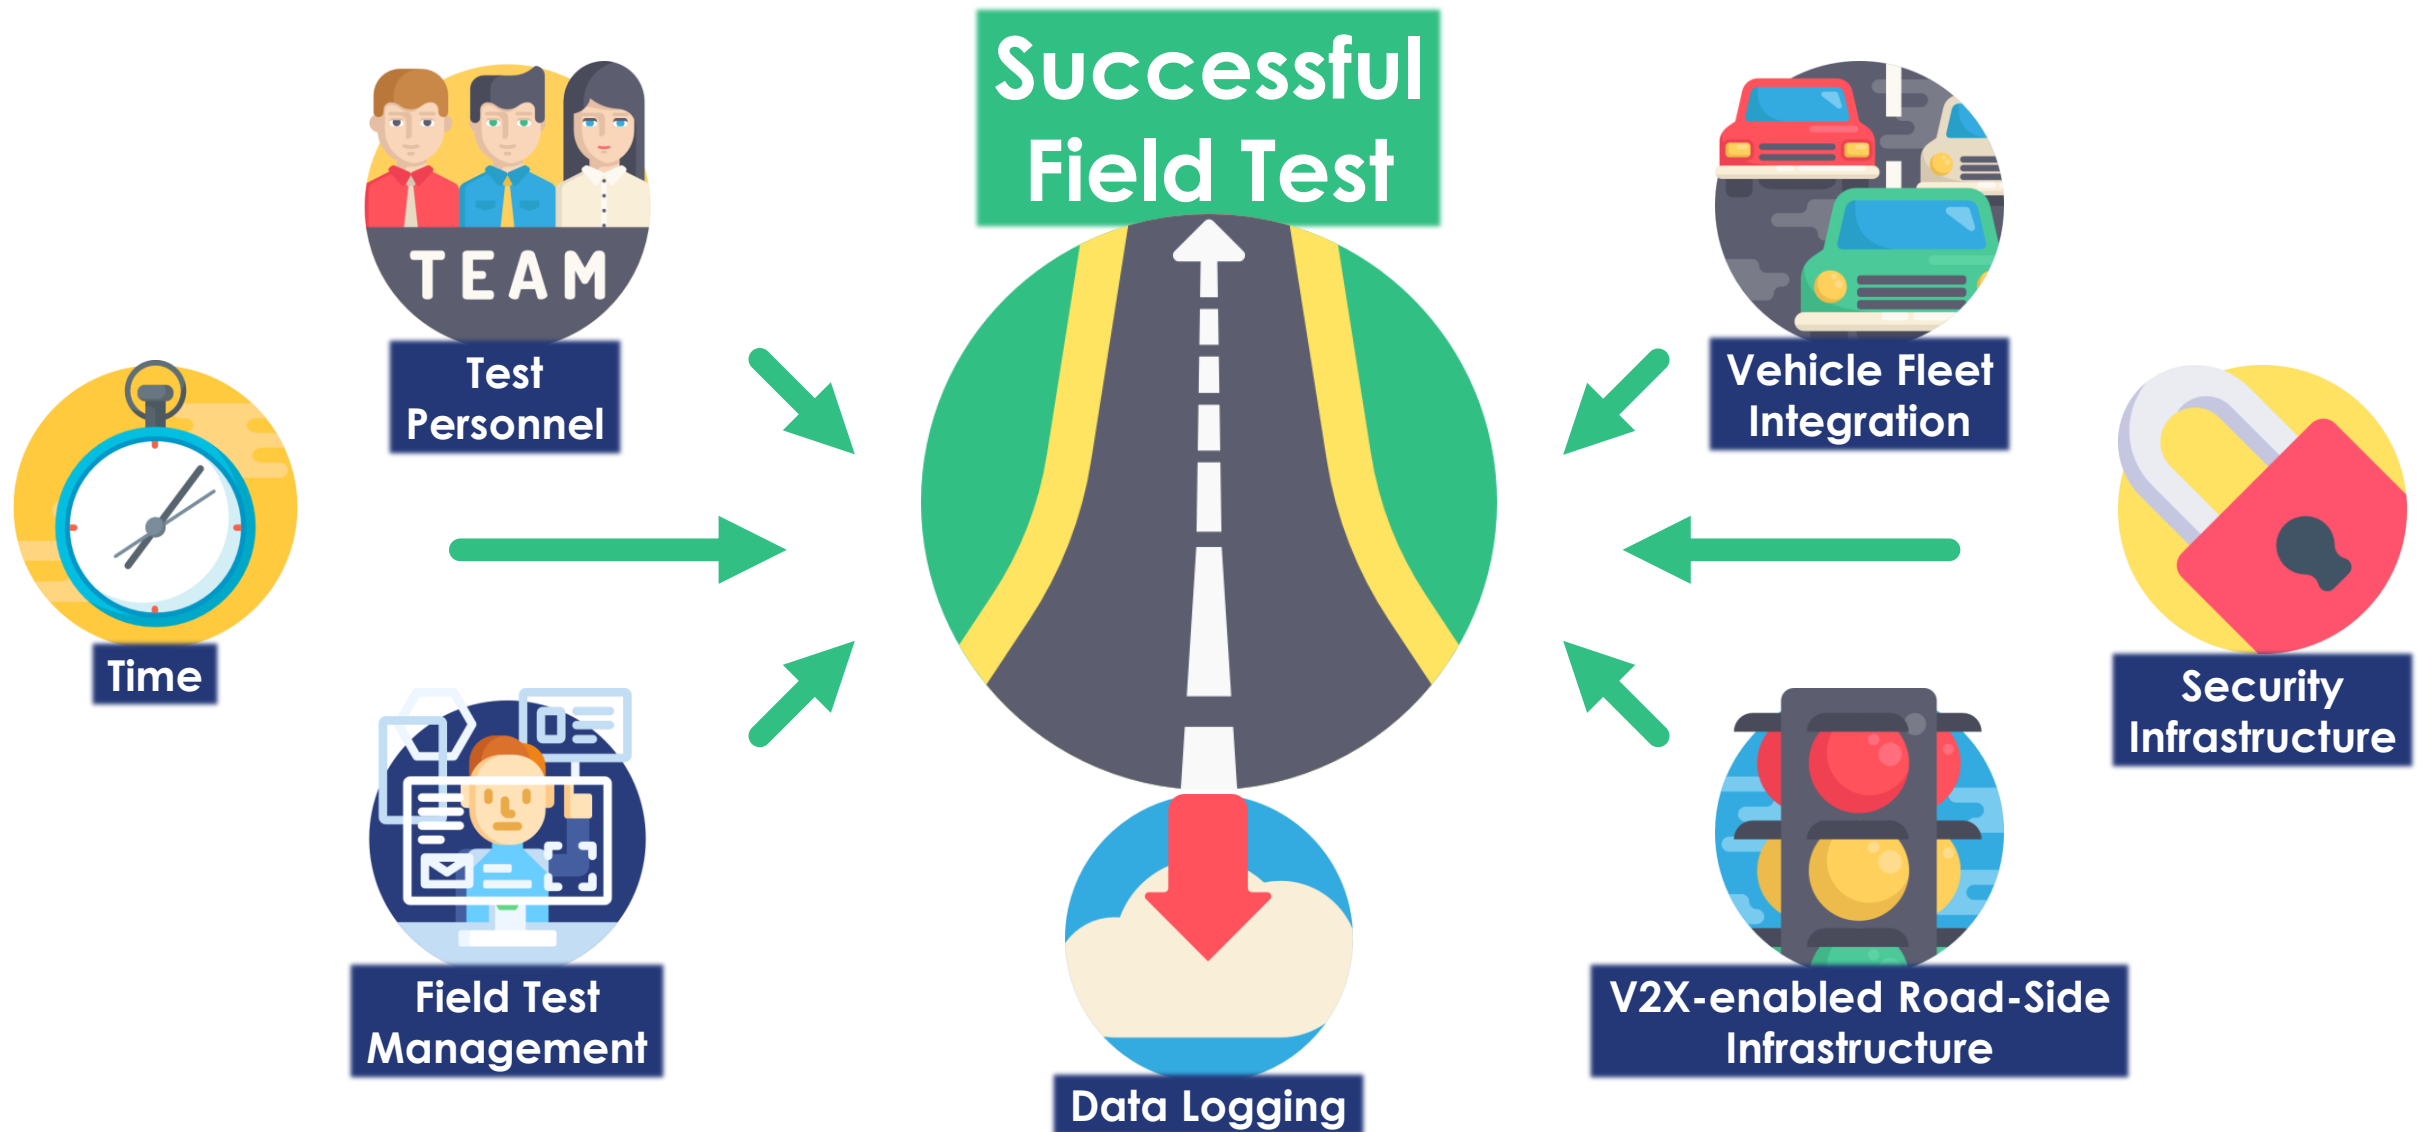 Successful
Field Test
TEAM
Test
Personnel
Vehicle Fleet
Integration
Time
Security
Infrastructure
Field Test
Management
V2X-enabled Road-Side
Infrastructure
Data Logging